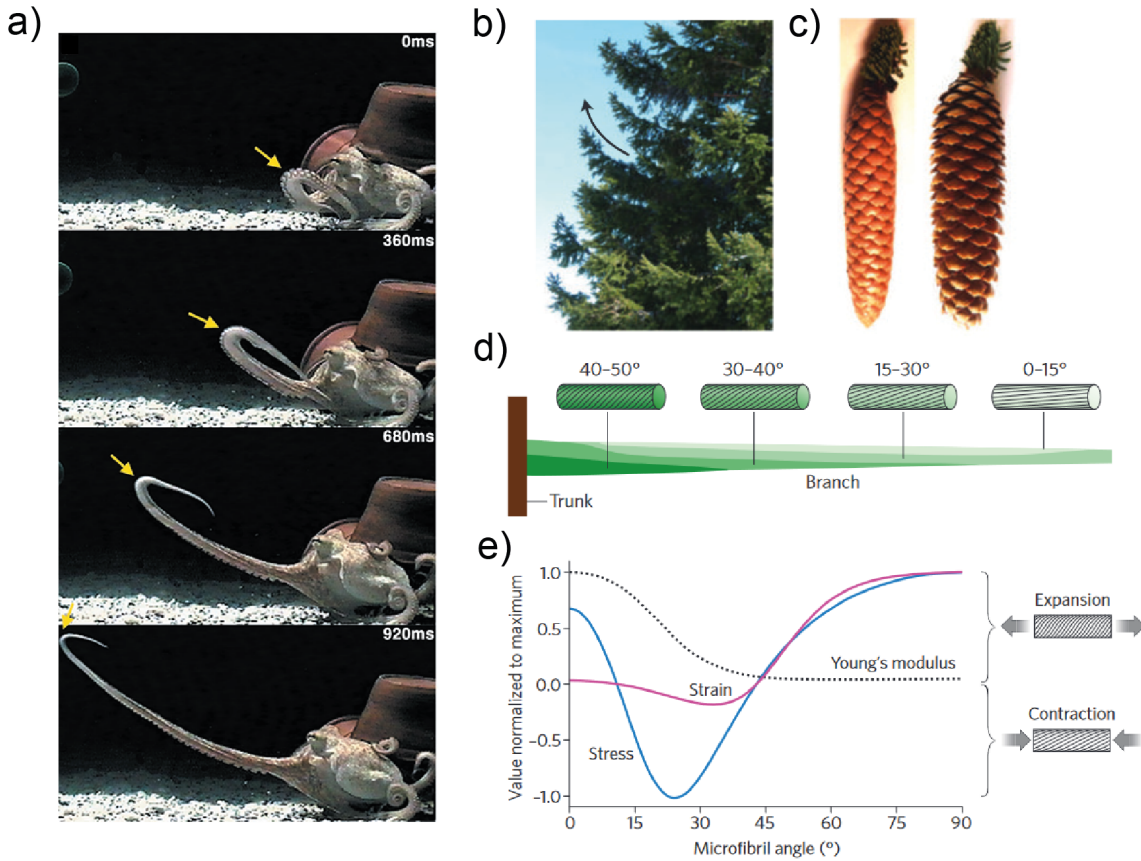 a)
0ms
360ms
680ms
920ms
b)
c)
d)
40–50°
30–40°
15–30°
0–15°
Branch
Trunk
e)
Value normalized to maximum
1.0
0.5
0.0
–0.5
–1.0
Young's modulus
Strain
Stress
0
15
30
45
60
75
90
Microfibril angle (°)
Expansion
Contraction